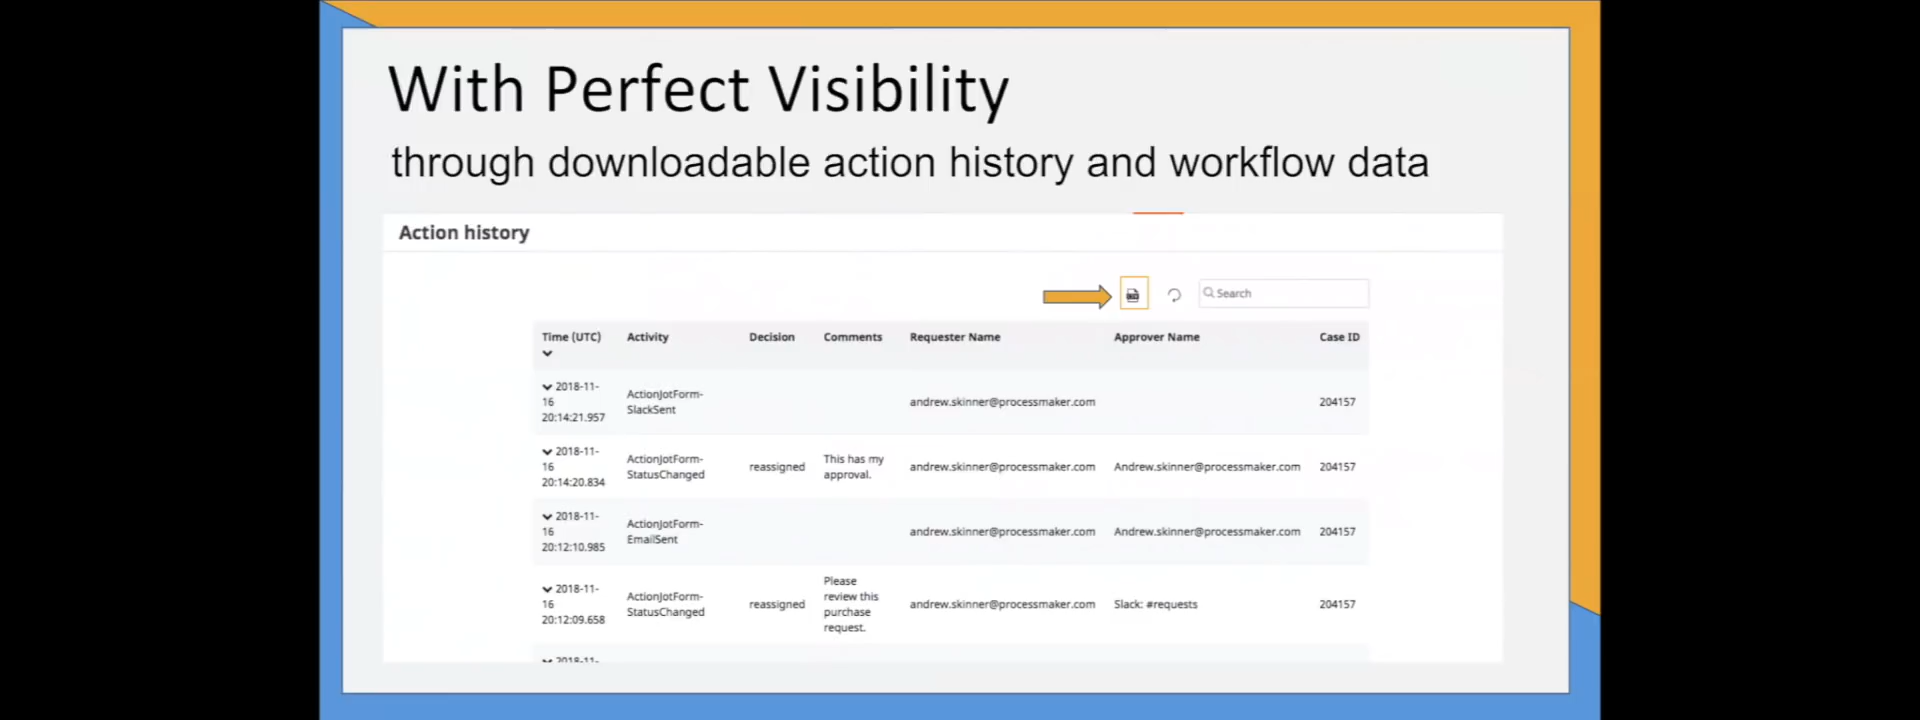 With Perfect Visibility
through downloadable action history and workflow data
Action history
Search
Time (UTC) Activity Decision Comments Requester Name Approver Name Case ID
2018-11-
16
20:14:21.957
ActionJotForm-
SlackSent
andrew.skinner@processmaker.com
204157
2018-11-
16
20:14:20.834
ActionJotForm-
StatusChanged
reassigned
This has my
approval.
andrew.skinner@processmaker.com
Andrew.skinner@processmaker.com
204157
2018-11-
16
20:12:10.985
ActionJotForm-
EmailSent
andrew.skinner@processmaker.com
Andrew.skinner@processmaker.com
204157
2018-11-
16
20:12:09.658
ActionJotForm-
StatusChanged
reassigned
Please
review this
purchase
request.
andrew.skinner@processmaker.com
Slack: #requests
204157